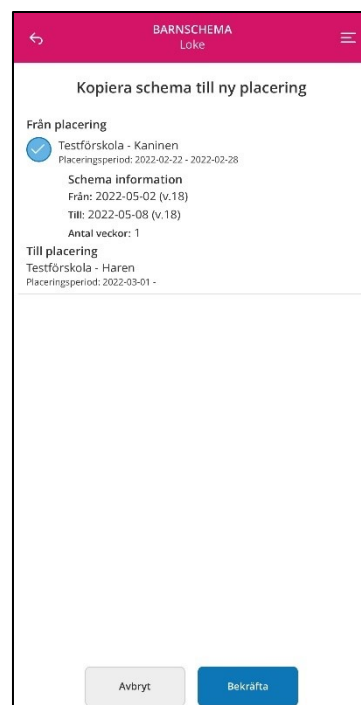 BARNSCHEMA
Loke
Kopiera schema till ny placering
Från placering
Testförskola - Kaninen
Placeringsperiod: 2022-02-22 - 2022-02-28
Schema information
Från: 2022-05-02 (v.18)
Till: 2022-05-08 (v.18)
Antal veckor: 1
Till placering
Testförskola - Haren
Placeringsperiod: 2022-03-01 -
Avbryt
Bekräfta